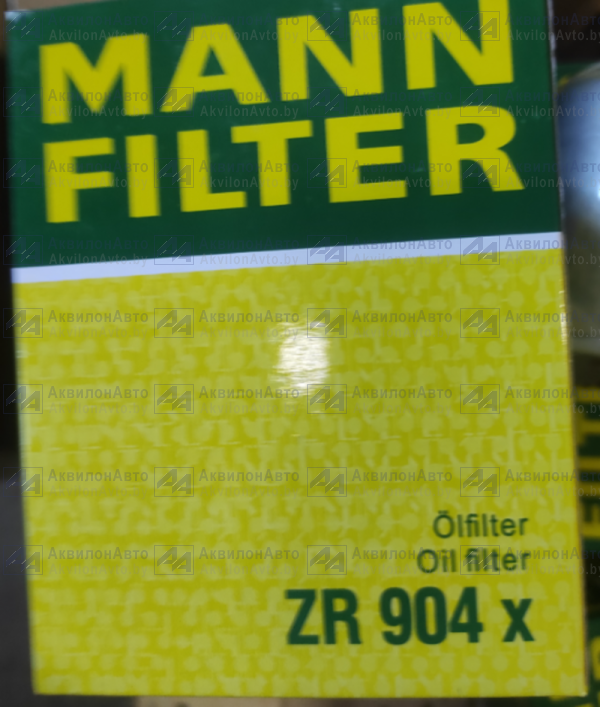 MANN
FILTER
Ölfilter
Oil filter
ZR 904 x
АквилонАвто
AkvilonAvto.by